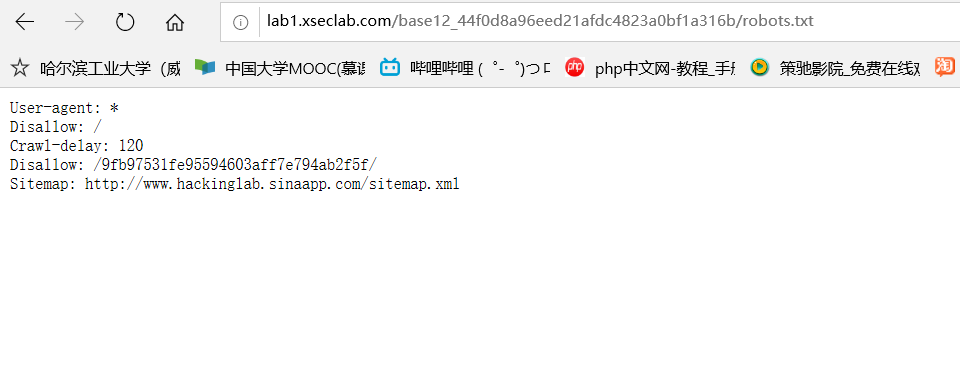 lab1.xseclab.com/base12_44f0d8a96eed21afdc4823a0bf1a316b/robots.txt
哈尔滨工业大学（威 中国大学MOOC(慕课 哔哩哔哩 ( ゜- ゜)つロ php中文网-教程_手册 策驰影院_免费在线观 淘
User-agent: *
Disallow: /
Crawl-delay: 120
Disallow: /9fb97531fe95594603aff7e794ab2f5f/
Sitemap: http://www.hackinglab.sinaapp.com/sitemap.xml